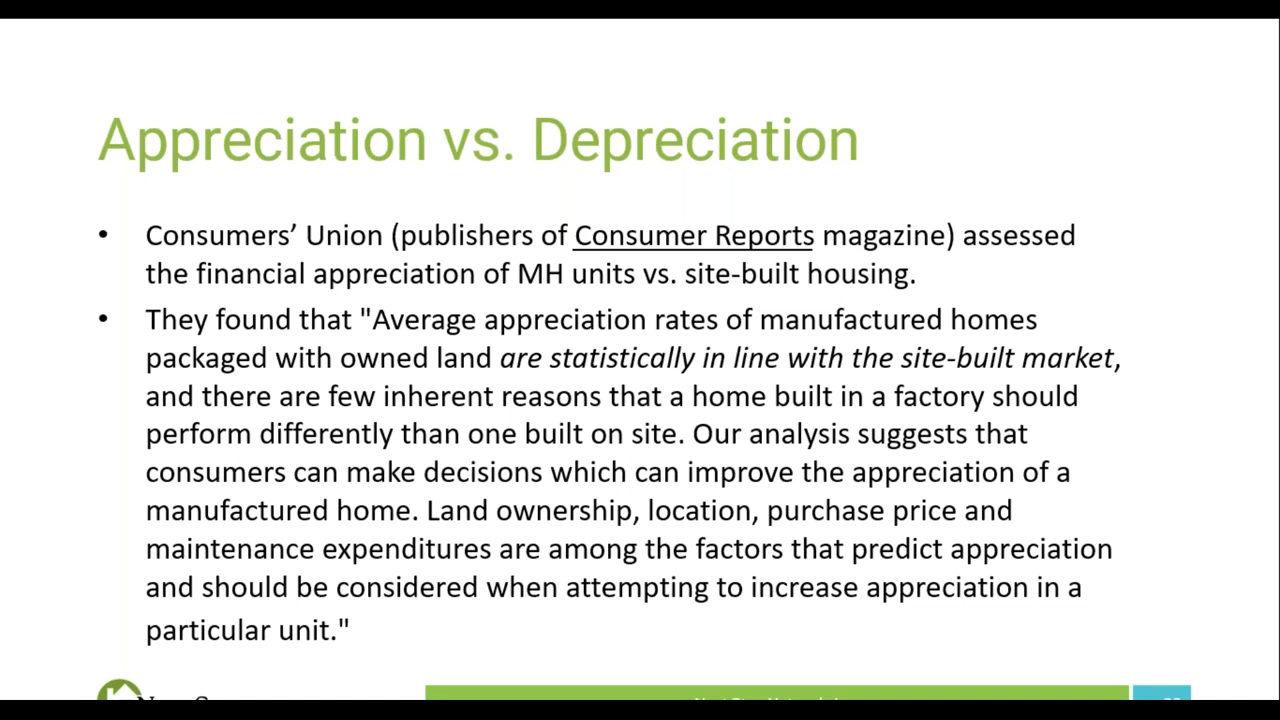 Appreciation vs. Depreciation
• Consumers’ Union (publishers of Consumer Reports magazine) assessed
the financial appreciation of MH units vs. site-built housing.
• They found that "Average appreciation rates of manufactured homes
packaged with owned land are statistically in line with the site-built market,
and there are few inherent reasons that a home built in a factory should
perform differently than one built on site. Our analysis suggests that
consumers can make decisions which can improve the appreciation of a
manufactured home. Land ownership, location, purchase price and
maintenance expenditures are among the factors that predict appreciation
and should be considered when attempting to increase appreciation in a
particular unit."